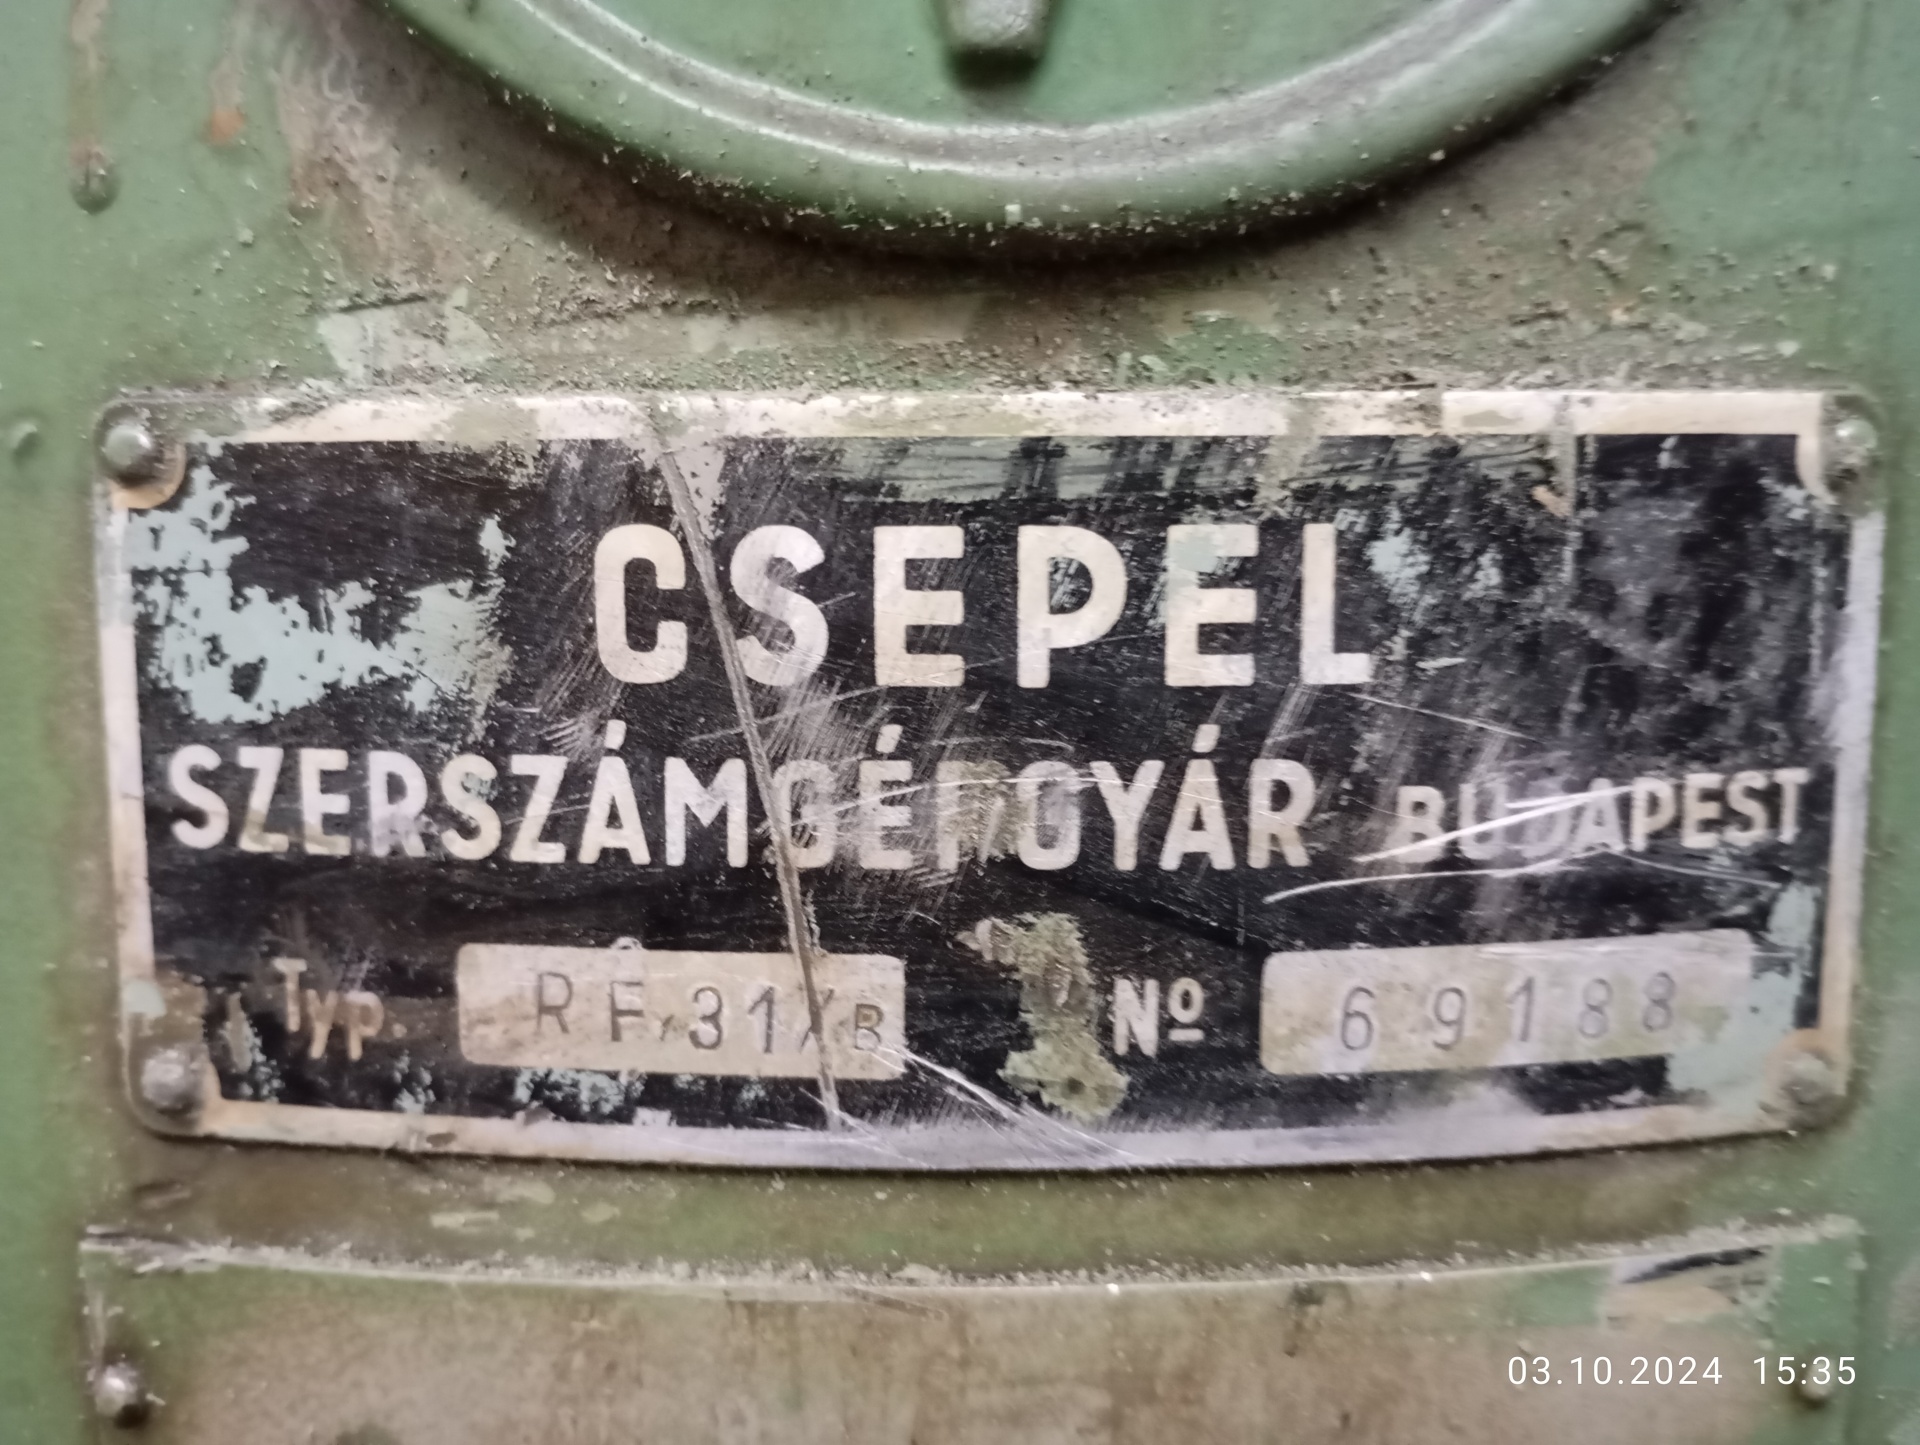 CSEPEL
SZERSZÁMGÉPGYÁR BUDAPEST
Typ. RF 31/B Nº 69188
03.10.2024 15:35